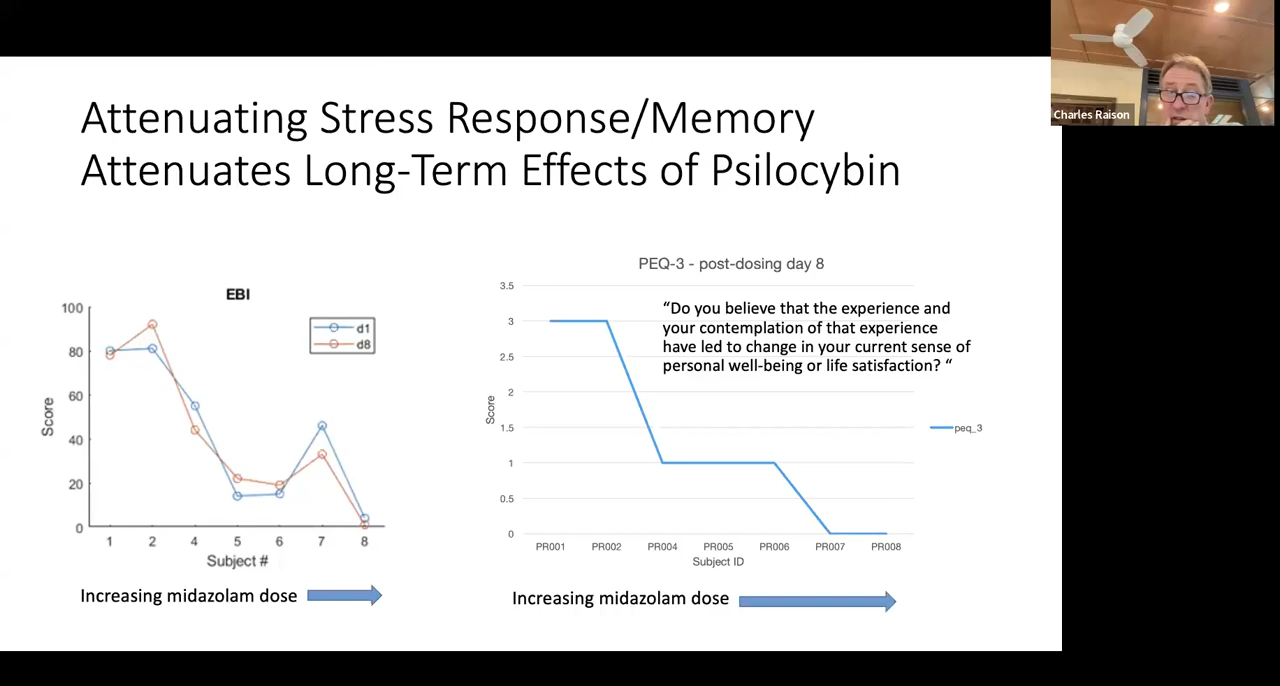 Charles Raison
Attenuating Stress Response/Memory
Attenuates Long-Term Effects of Psilocybin
EBI
100
80
60
40
20
0
Score
d1
d8
1 2 4 5 6 7 8
Subject #
Increasing midazolam dose
PEQ-3 - post-dosing day 8
“Do you believe that the experience and
your contemplation of that experience
have led to change in your current sense of
personal well-being or life satisfaction? “
3.5
3
2.5
2
1.5
1
0.5
0
Score
peq_3
PR001 PR002 PR004 PR005 PR006 PR007 PR008
Subject ID
Increasing midazolam dose